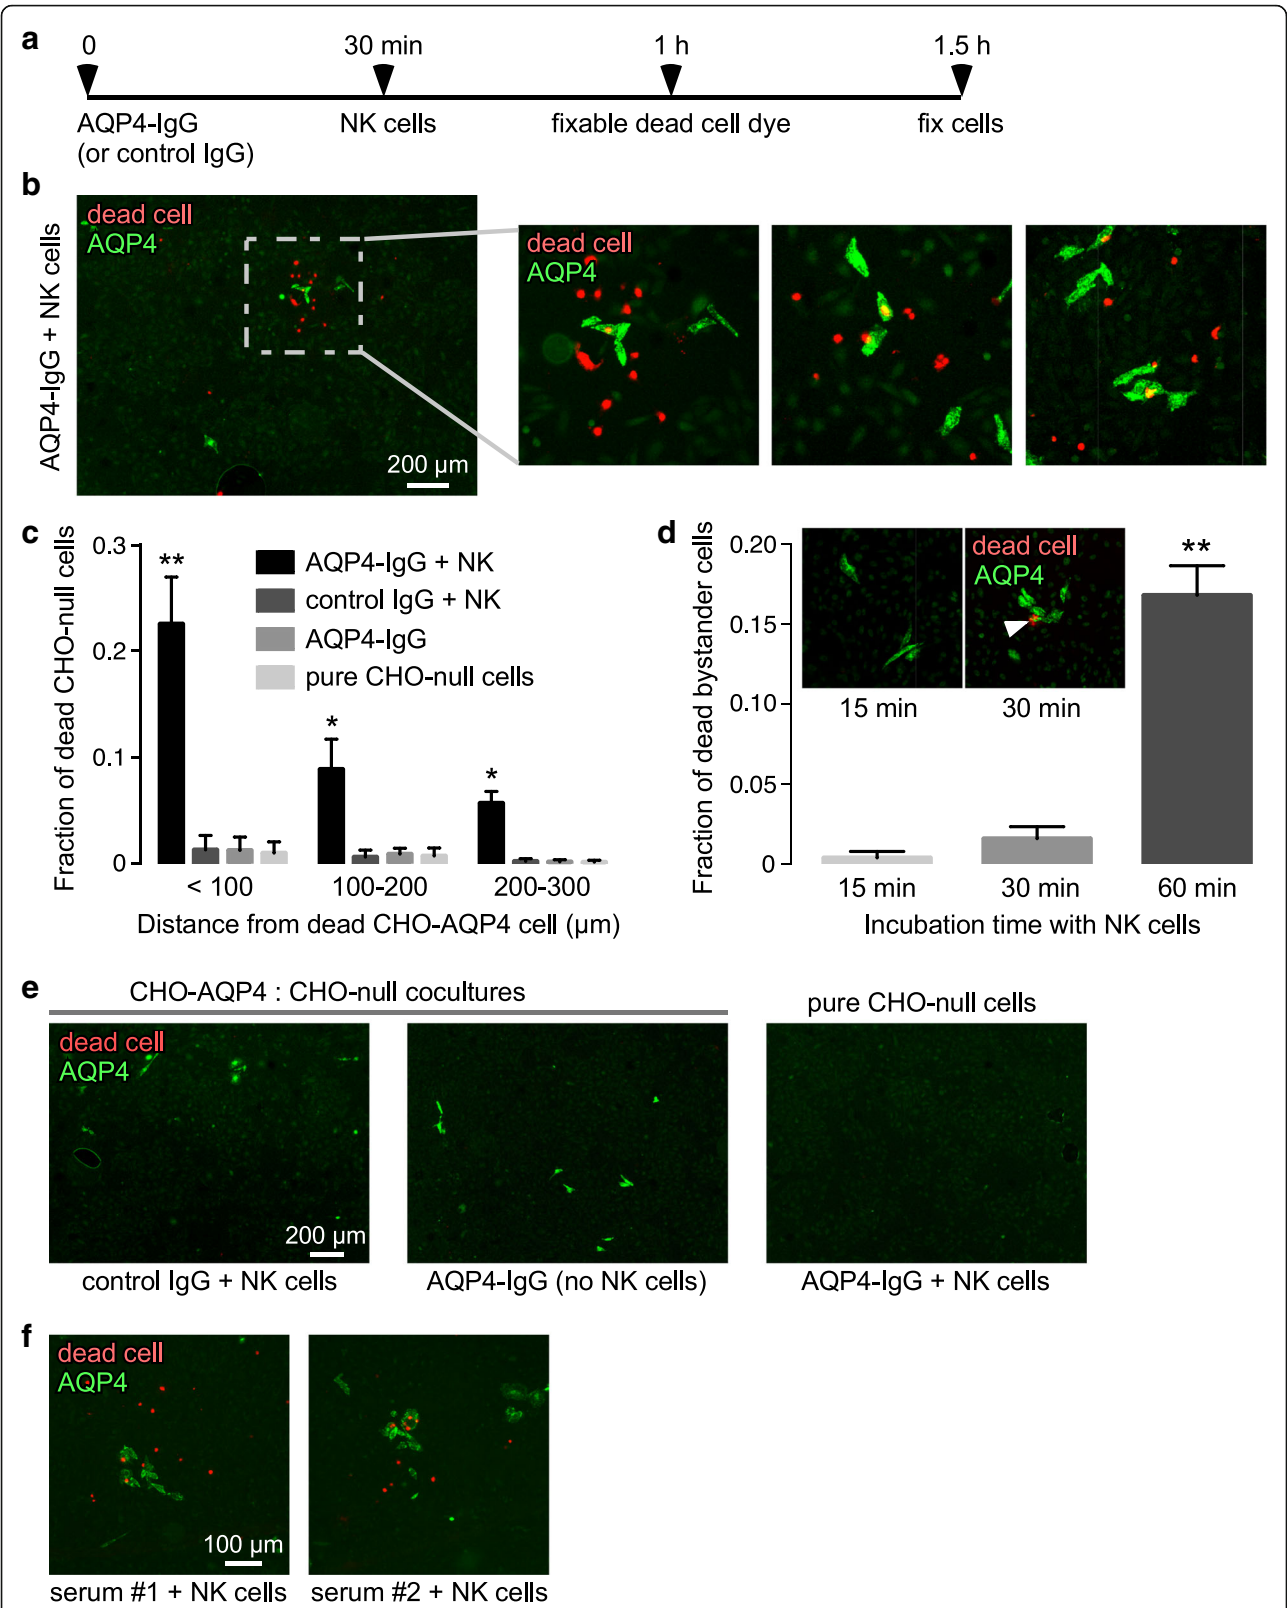 a
0 30 min 1 h 1.5 h
AQP4-IgG NK cells fixable dead cell dye fix cells
(or control IgG)
b
AQP4-IgG + NK cells
dead cell
AQP4
200 µm
dead cell
AQP4
c
Fraction of dead CHO-null cells
0.3
0.2
0.1
0
**
*
*
AQP4-IgG + NK
control IgG + NK
AQP4-IgG
pure CHO-null cells
< 100 100-200 200-300
Distance from dead CHO-AQP4 cell (µm)
d
Fraction of dead bystander cells
0.20
0.15
0.10
0.05
0
dead cell
AQP4
**
15 min 30 min
15 min 30 min 60 min
Incubation time with NK cells
e
CHO-AQP4 : CHO-null cocultures
pure CHO-null cells
dead cell
AQP4
200 µm
control IgG + NK cells
AQP4-IgG (no NK cells)
AQP4-IgG + NK cells
f
dead cell
AQP4
100 µm
serum #1 + NK cells
serum #2 + NK cells